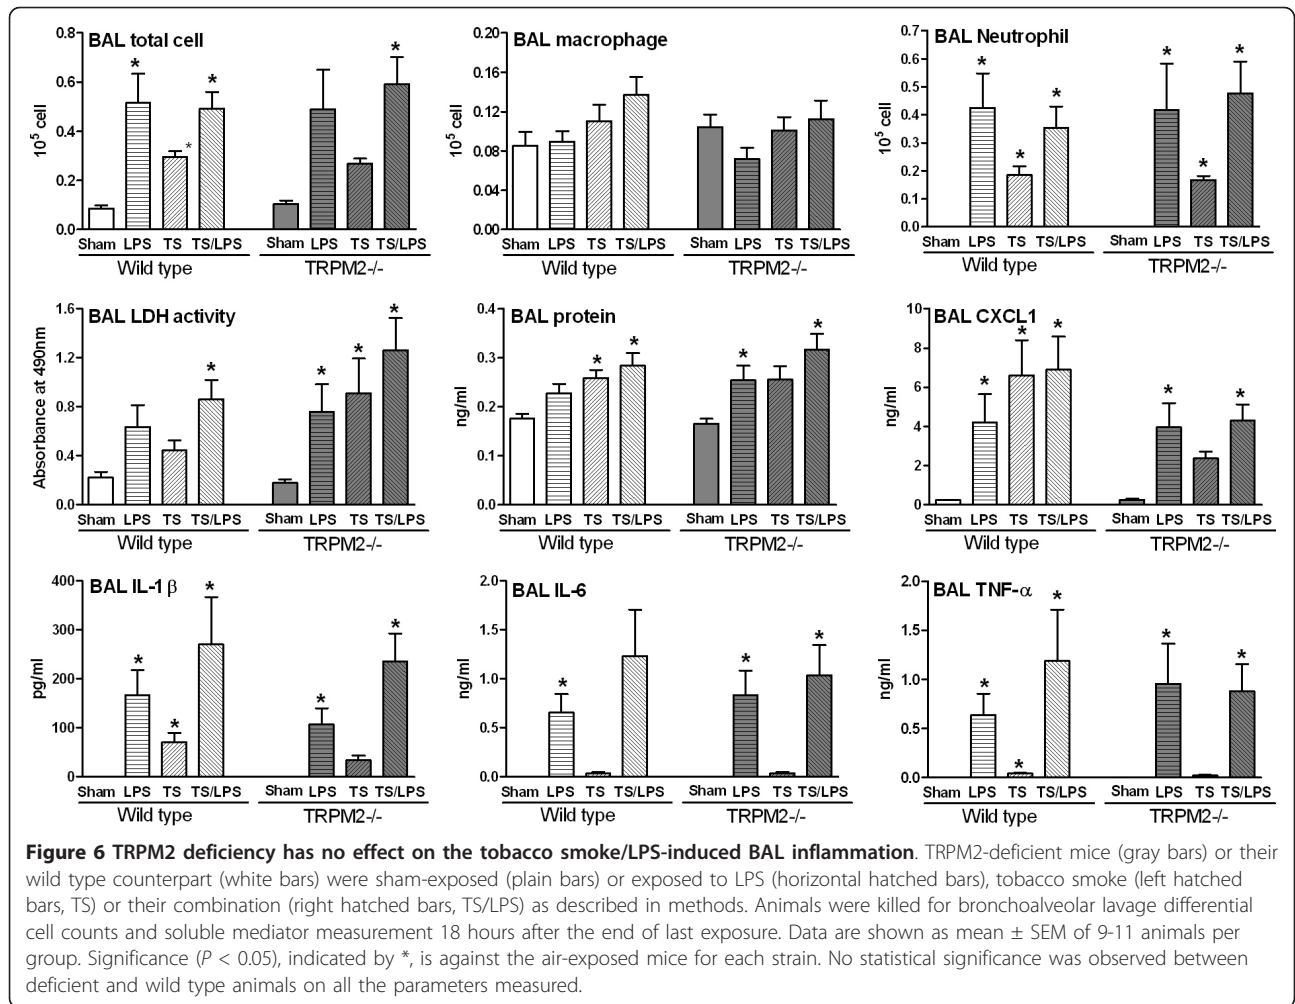 BAL total cell
0.8
0.6
0.4
0.2
0.0
10⁵ cell
* * * *
Sham LPS TS TS/LPS Sham LPS TS TS/LPS
Wild type TRPM2-/-
BAL macrophage
0.20
0.16
0.12
0.08
0.04
0.00
10⁵ cell
Sham LPS TS TS/LPS Sham LPS TS TS/LPS
Wild type TRPM2-/-
BAL Neutrophil
0.7
0.6
0.5
0.4
0.3
0.2
0.1
0.0
10⁵ cell
* * * * * *
Sham LPS TS TS/LPS Sham LPS TS TS/LPS
Wild type TRPM2-/-
BAL LDH activity
1.6
1.2
0.8
0.4
0.0
Absorbance at 490nm
* * * *
Sham LPS TS TS/LPS Sham LPS TS TS/LPS
Wild type TRPM2-/-
BAL protein
0.4
0.3
0.2
0.1
0.0
ng/ml
* * * *
Sham LPS TS TS/LPS Sham LPS TS TS/LPS
Wild type TRPM2-/-
BAL CXCL1
10
8
6
4
2
0
ng/ml
* * * * *
Sham LPS TS TS/LPS Sham LPS TS TS/LPS
Wild type TRPM2-/-
BAL IL-1 β
400
300
200
100
0
pg/ml
* * * * *
Sham LPS TS TS/LPS Sham LPS TS TS/LPS
Wild type TRPM2-/-
BAL IL-6
2.0
1.5
1.0
0.5
0.0
ng/ml
* * *
Sham LPS TS TS/LPS Sham LPS TS TS/LPS
Wild type TRPM2-/-
BAL TNF-α
2.0
1.5
1.0
0.5
0.0
ng/ml
* * * * *
Sham LPS TS TS/LPS Sham LPS TS TS/LPS
Wild type TRPM2-/-
Figure 6 TRPM2 deficiency has no effect on the tobacco smoke/LPS-induced BAL inflammation. TRPM2-deficient mice (gray bars) or their
wild type counterpart (white bars) were sham-exposed (plain bars) or exposed to LPS (horizontal hatched bars), tobacco smoke (left hatched
bars, TS) or their combination (right hatched bars, TS/LPS) as described in methods. Animals were killed for bronchoalveolar lavage differential
cell counts and soluble mediator measurement 18 hours after the end of last exposure. Data are shown as mean ± SEM of 9-11 animals per
group. Significance (P < 0.05), indicated by *, is against the air-exposed mice for each strain. No statistical significance was observed between
deficient and wild type animals on all the parameters measured.